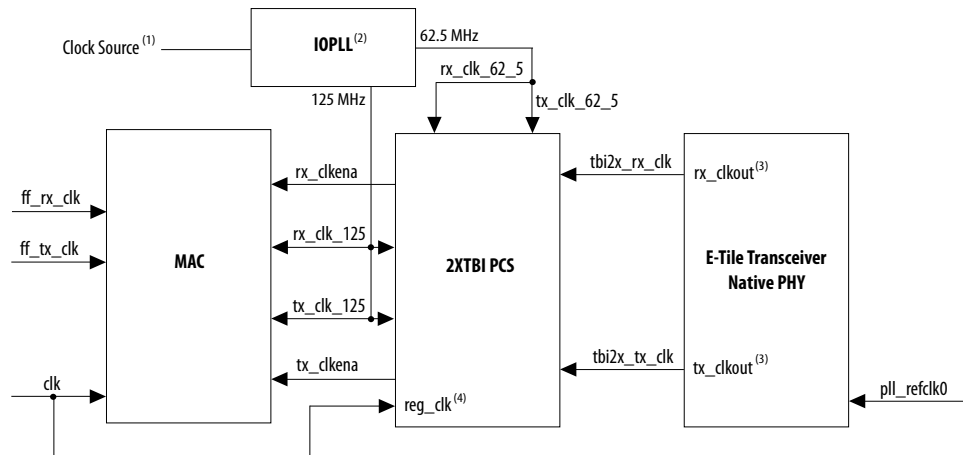 Clock Source (1)
IOPLL(2)
62.5 MHz
rx_clk_62_5
tx_clk_62_5
125 MHz
ff_rx_clk
ff_tx_clk
clk
MAC
rx_clkena
rx_clk_125
tx_clk_125
tx_clkena
2XTBI PCS
reg_clk(4)
tbi2x_rx_clk
tbi2x_tx_clk
rx_clkout(3)
E-Tile Transceiver
Native PHY
tx_clkout(3)
pll_refclk0